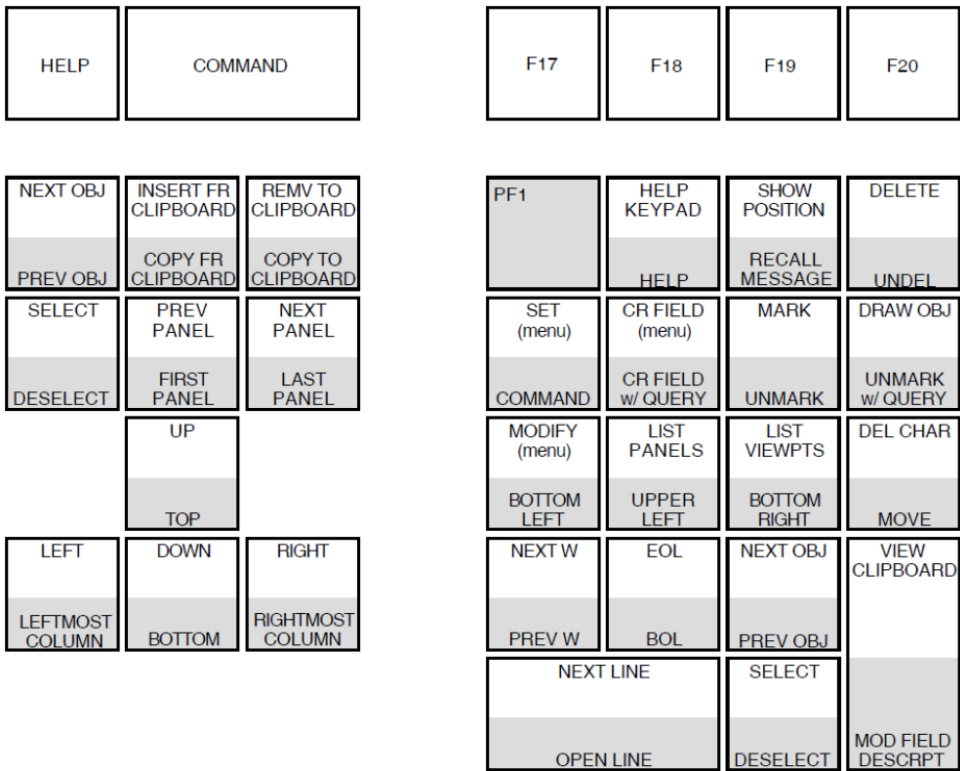 HELP
COMMAND
F17
F18
F19
F20
NEXT OBJ
PREV OBJ
INSERT FR
CLIPBOARD
COPY FR
CLIPBOARD
REMV TO
CLIPBOARD
COPY TO
CLIPBOARD
PF1
HELP
KEYPAD
HELP
SHOW
POSITION
RECALL
MESSAGE
DELETE
UNDEL
SELECT
DESELECT
PREV
PANEL
FIRST
PANEL
NEXT
PANEL
LAST
PANEL
SET
(menu)
COMMAND
CR FIELD
(menu)
CR FIELD
w/ QUERY
MARK
UNMARK
DRAW OBJ
UNMARK
w/ QUERY
UP
TOP
MODIFY
(menu)
BOTTOM
LEFT
LIST
PANELS
UPPER
LEFT
LIST
VIEWPTS
BOTTOM
RIGHT
DEL CHAR
MOVE
LEFT
LEFTMOST
COLUMN
DOWN
BOTTOM
RIGHT
RIGHTMOST
COLUMN
NEXT W
PREV W
EOL
BOL
NEXT OBJ
PREV OBJ
VIEW
CLIPBOARD
MOD FIELD
DESCRPT
NEXT LINE
OPEN LINE
SELECT
DESELECT